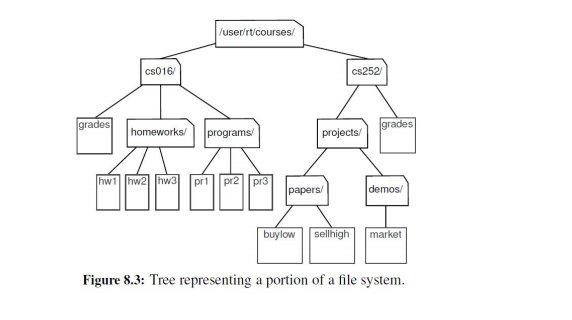 /user/rt/courses/
cs016/
cs252/
grades
homeworks/
programs/
projects/
grades
hw1
hw2
hw3
pr1
pr2
pr3
papers/
demos/
buylow
sellhigh
market
Figure 8.3: Tree representing a portion of a file system.